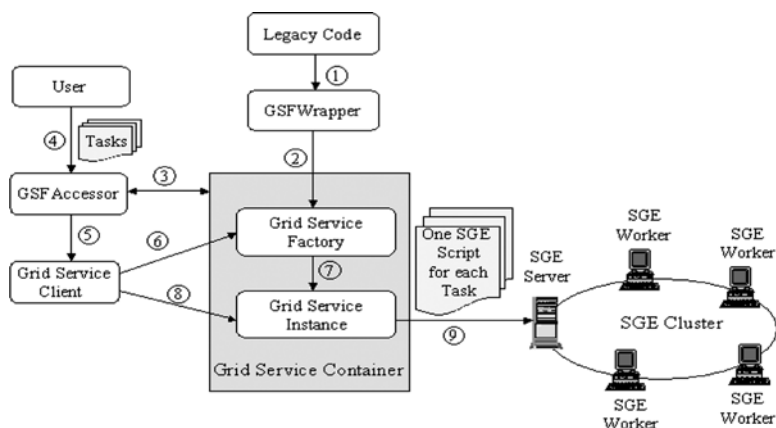 Legacy Code
①
User
GSFWrapper
④
Tasks
②
③
GSFAccessor
⑤
⑥
Grid Service
Factory
⑦
Grid Service
Client
⑧
Grid Service
Instance
Grid Service Container
One SGE
Script
for each
Task
⑨
SGE
Server
SGE
Worker
SGE
Worker
SGE Cluster
SGE
Worker
SGE
Worker